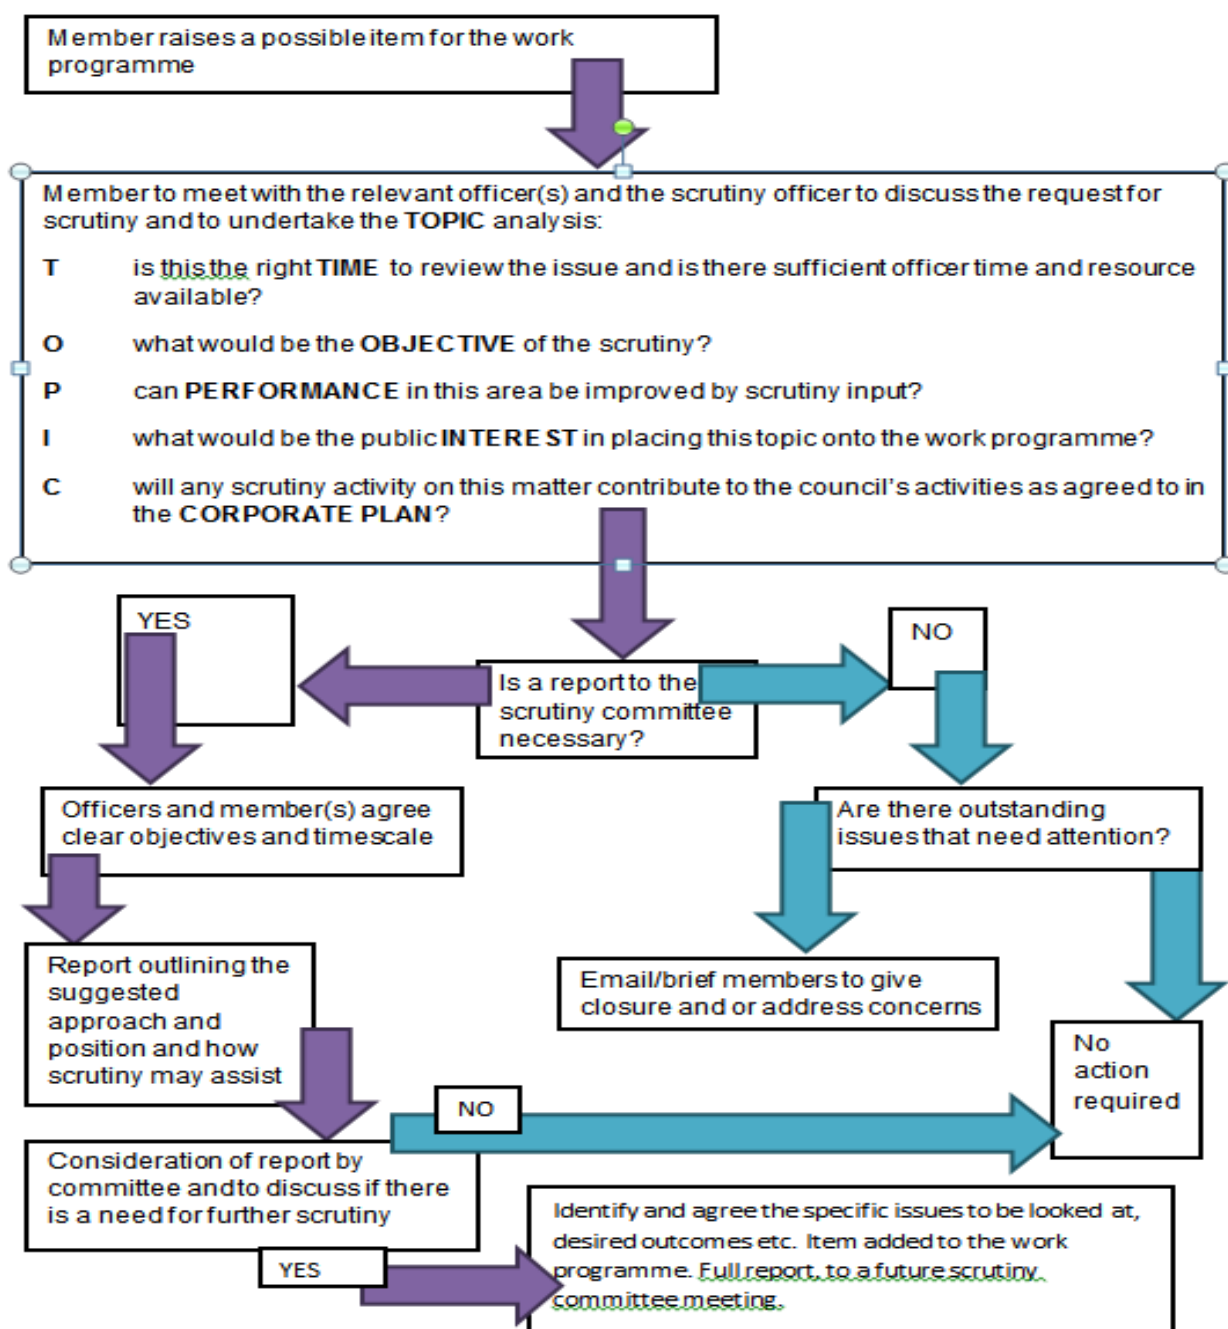 Member raises a possible item for the work
programme
Member to meet with the relevant officer(s) and the scrutiny officer to discuss the request for
scrutiny and to undertake the TOPIC analysis:
T is this the right TIME to review the issue and is there sufficient officer time and resource
available?
O what would be the OBJECTIVE of the scrutiny?
P can PERFORMANCE in this area be improved by scrutiny input?
I what would be the public INTEREST in placing this topic onto the work programme?
C will any scrutiny activity on this matter contribute to the council's activities as agreed to in
the CORPORATE PLAN?
YES
NO
Is a report to the
scrutiny committee
necessary?
Officers and member(s) agree
clear objectives and timescale
Are there outstanding
issues that need attention?
Report outlining the
suggested
approach and
position and how
scrutiny may assist
Email/brief members to give
closure and or address concerns
No
action
required
NO
Consideration of report by
committee and to discuss if there
is a need for further scrutiny
YES
Identify and agree the specific issues to be looked at,
desired outcomes etc. Item added to the work
programme. Full report, to a future scrutiny
committee meeting.